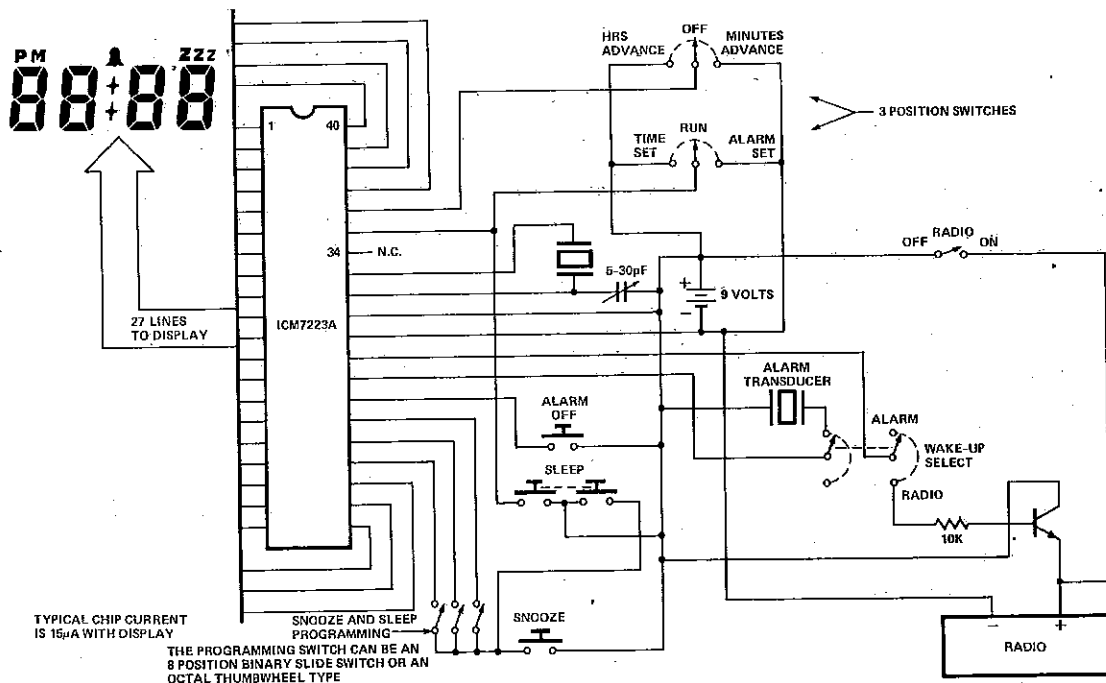 PM
ZZZ
88:88
27 LINES
TO DISPLAY
1
40
34
N.C.
ICM7223A
HRS
ADVANCE
OFF
MINUTES
ADVANCE
3 POSITION SWITCHES
TIME
SET
RUN
ALARM
SET
5-30pF
+
9 VOLTS
−
OFF
RADIO
ON
ALARM
TRANSDUCER
ALARM
OFF
SLEEP
ALARM
WAKE-UP
SELECT
RADIO
10K
−
+
RADIO
SNOOZE
SNOOZE AND SLEEP
PROGRAMMING
TYPICAL CHIP CURRENT
IS 15µA WITH DISPLAY
THE PROGRAMMING SWITCH CAN BE AN
8 POSITION BINARY SLIDE SWITCH OR AN
OCTAL THUMBWHEEL TYPE